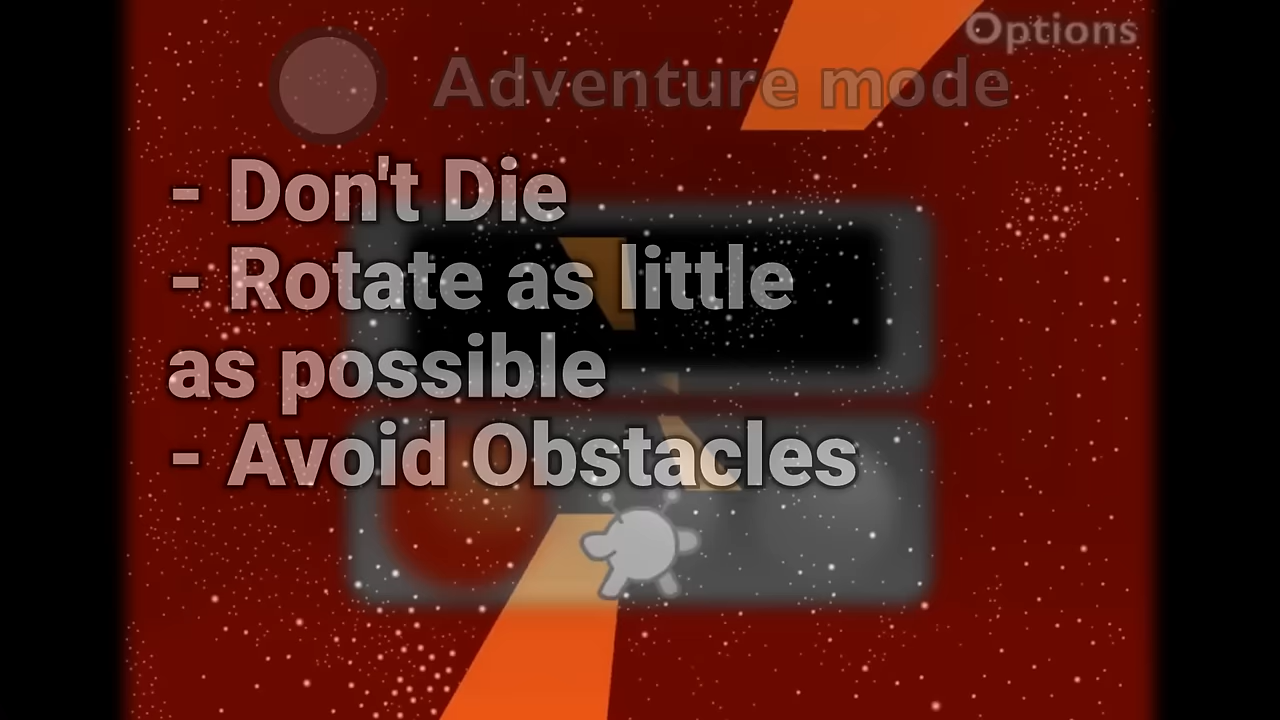 Options
Adventure mode
- Don't Die
- Rotate as little
as possible
- Avoid Obstacles